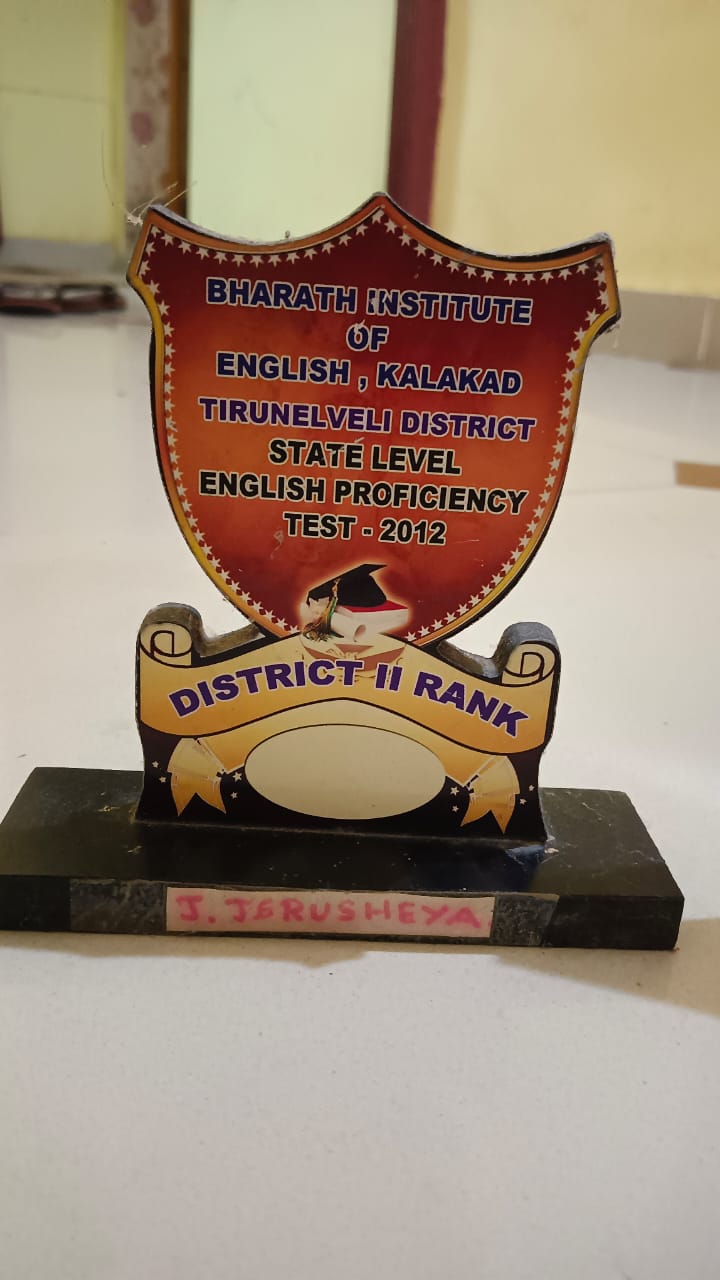 BHARATH INSTITUTE
OF
ENGLISH , KALAKAD
TIRUNELVELI DISTRICT
STATE LEVEL
ENGLISH PROFICIENCY
TEST - 2012
DISTRICT II RANK
J. JERUSHEYA